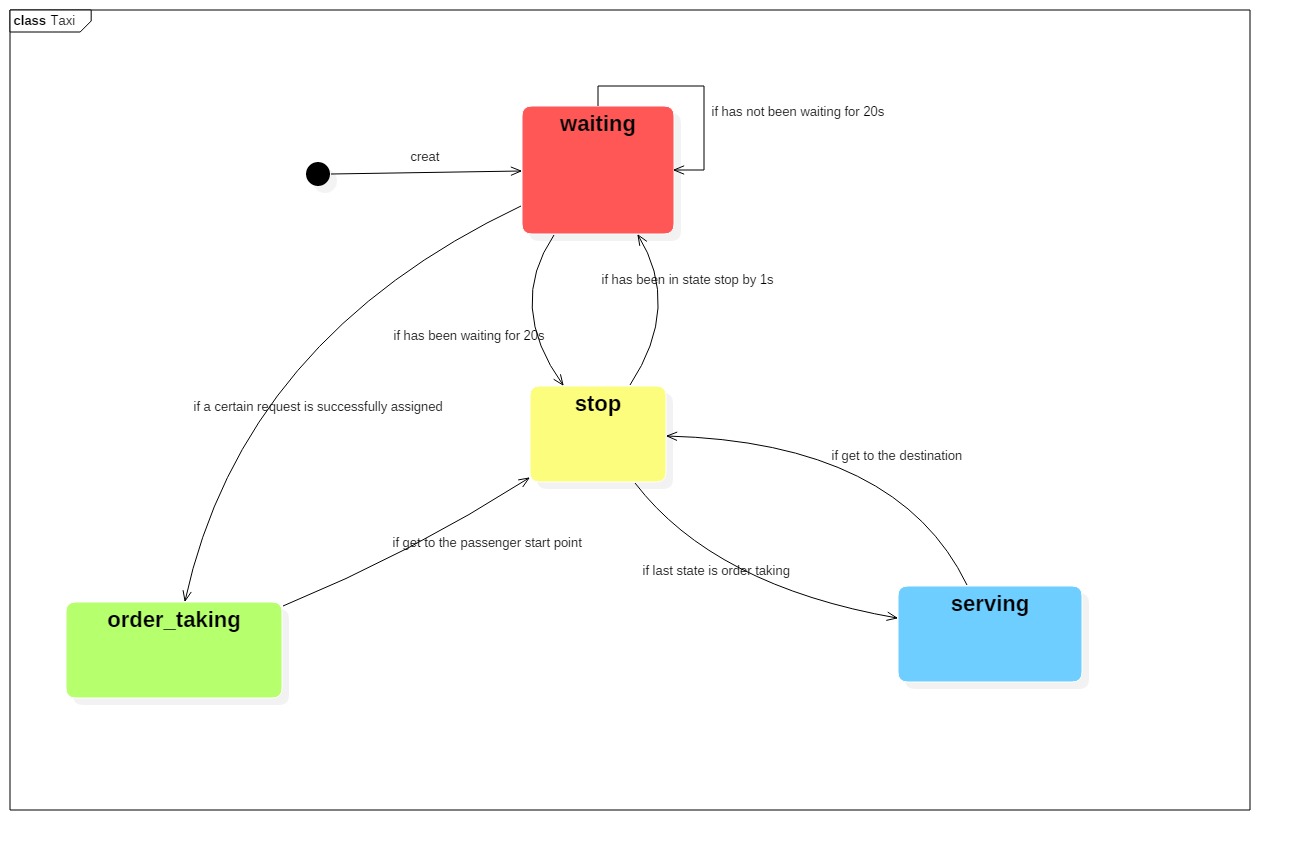 class Taxi
waiting
if has not been waiting for 20s
creat
if has been in state stop by 1s
if has been waiting for 20s
stop
if a certain request is successfully assigned
if get to the destination
if get to the passenger start point
if last state is order taking
serving
order_taking